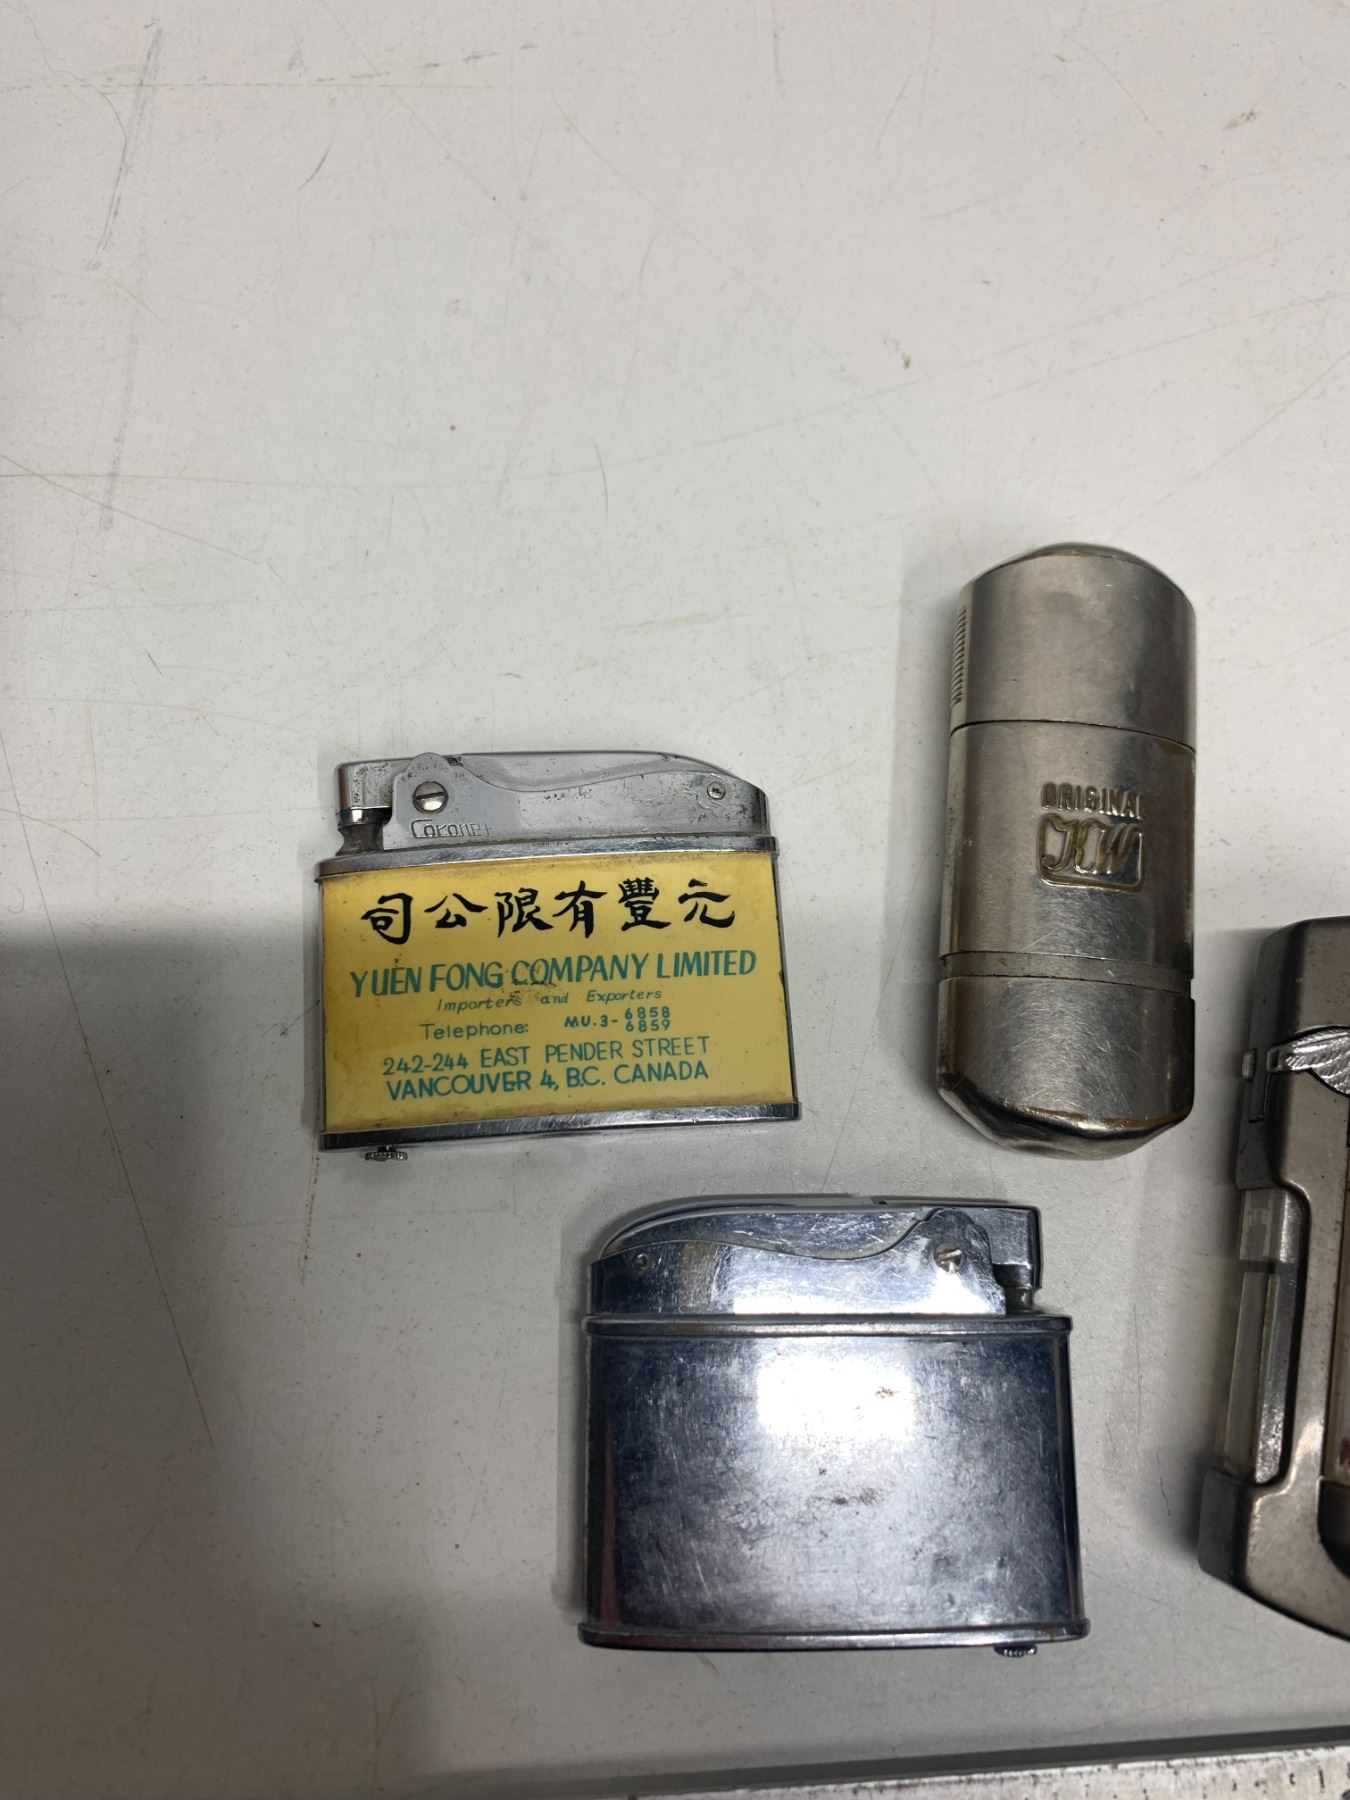 Coronet
司公限有豐元
YUEN FONG COMPANY LIMITED
Importers and Exporters
Telephone: MU.3-6858
6859
242-244 EAST PENDER STREET
VANCOUVER 4, B.C. CANADA
ORIGINAL
KW